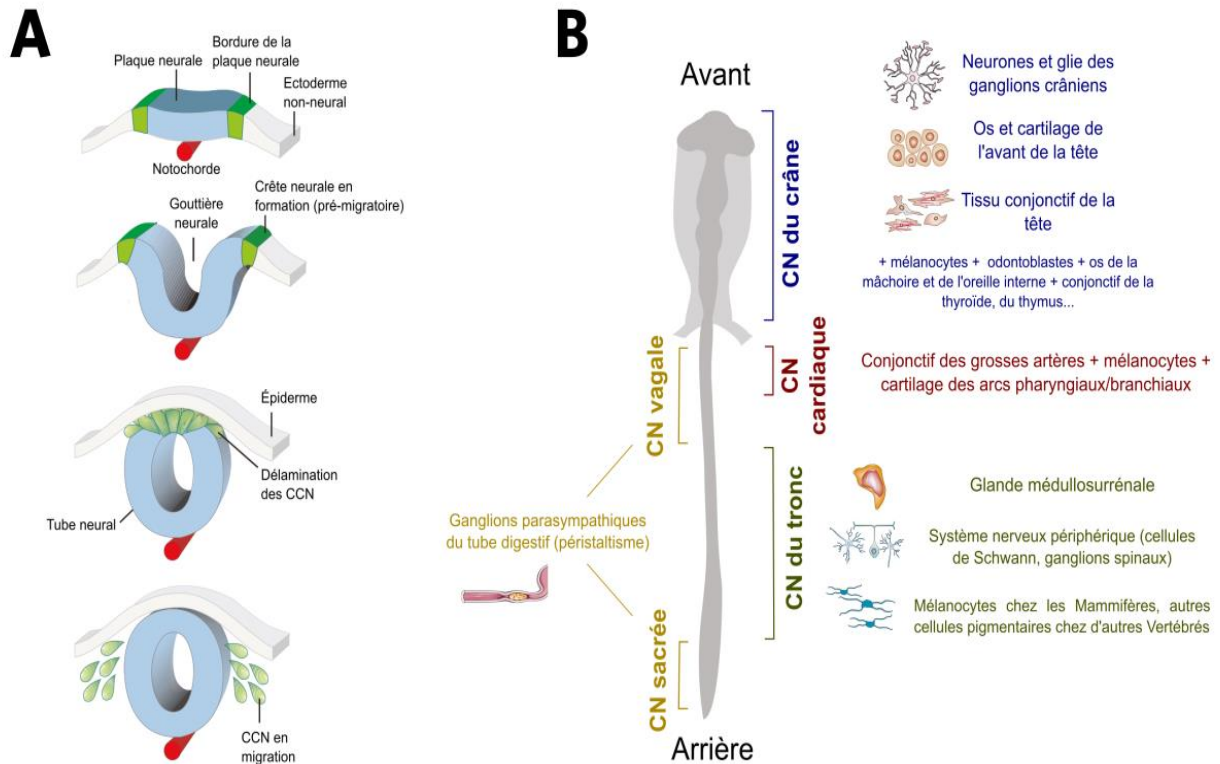 A
Plaque neurale
Bordure de la
plaque neurale
Ectoderme
non-neural
Notochorde
Gouttière
neurale
Crête neurale en
formation (pré-migratoire)
Épiderme
Délamination
des CCN
Tube neural
CCN en
migration
B
Avant
CN du crâne
CN
cardiaque
CN vagale
CN du tronc
CN sacrée
Arrière
Ganglions parasympathiques
du tube digestif (péristaltisme)
Neurones et glie des
ganglions crâniens
Os et cartilage de
l'avant de la tête
Tissu conjonctif de la
tête
+ mélanocytes + odontoblastes + os de la
mâchoire et de l'oreille interne + conjonctif de la
thyroïde, du thymus...
Conjonctif des grosses artères + mélanocytes +
cartilage des arcs pharyngiaux/branchiaux
Glande médullosurrénale
Système nerveux périphérique (cellules
de Schwann, ganglions spinaux)
Mélanocytes chez les Mammifères, autres
cellules pigmentaires chez d'autres Vertébrés